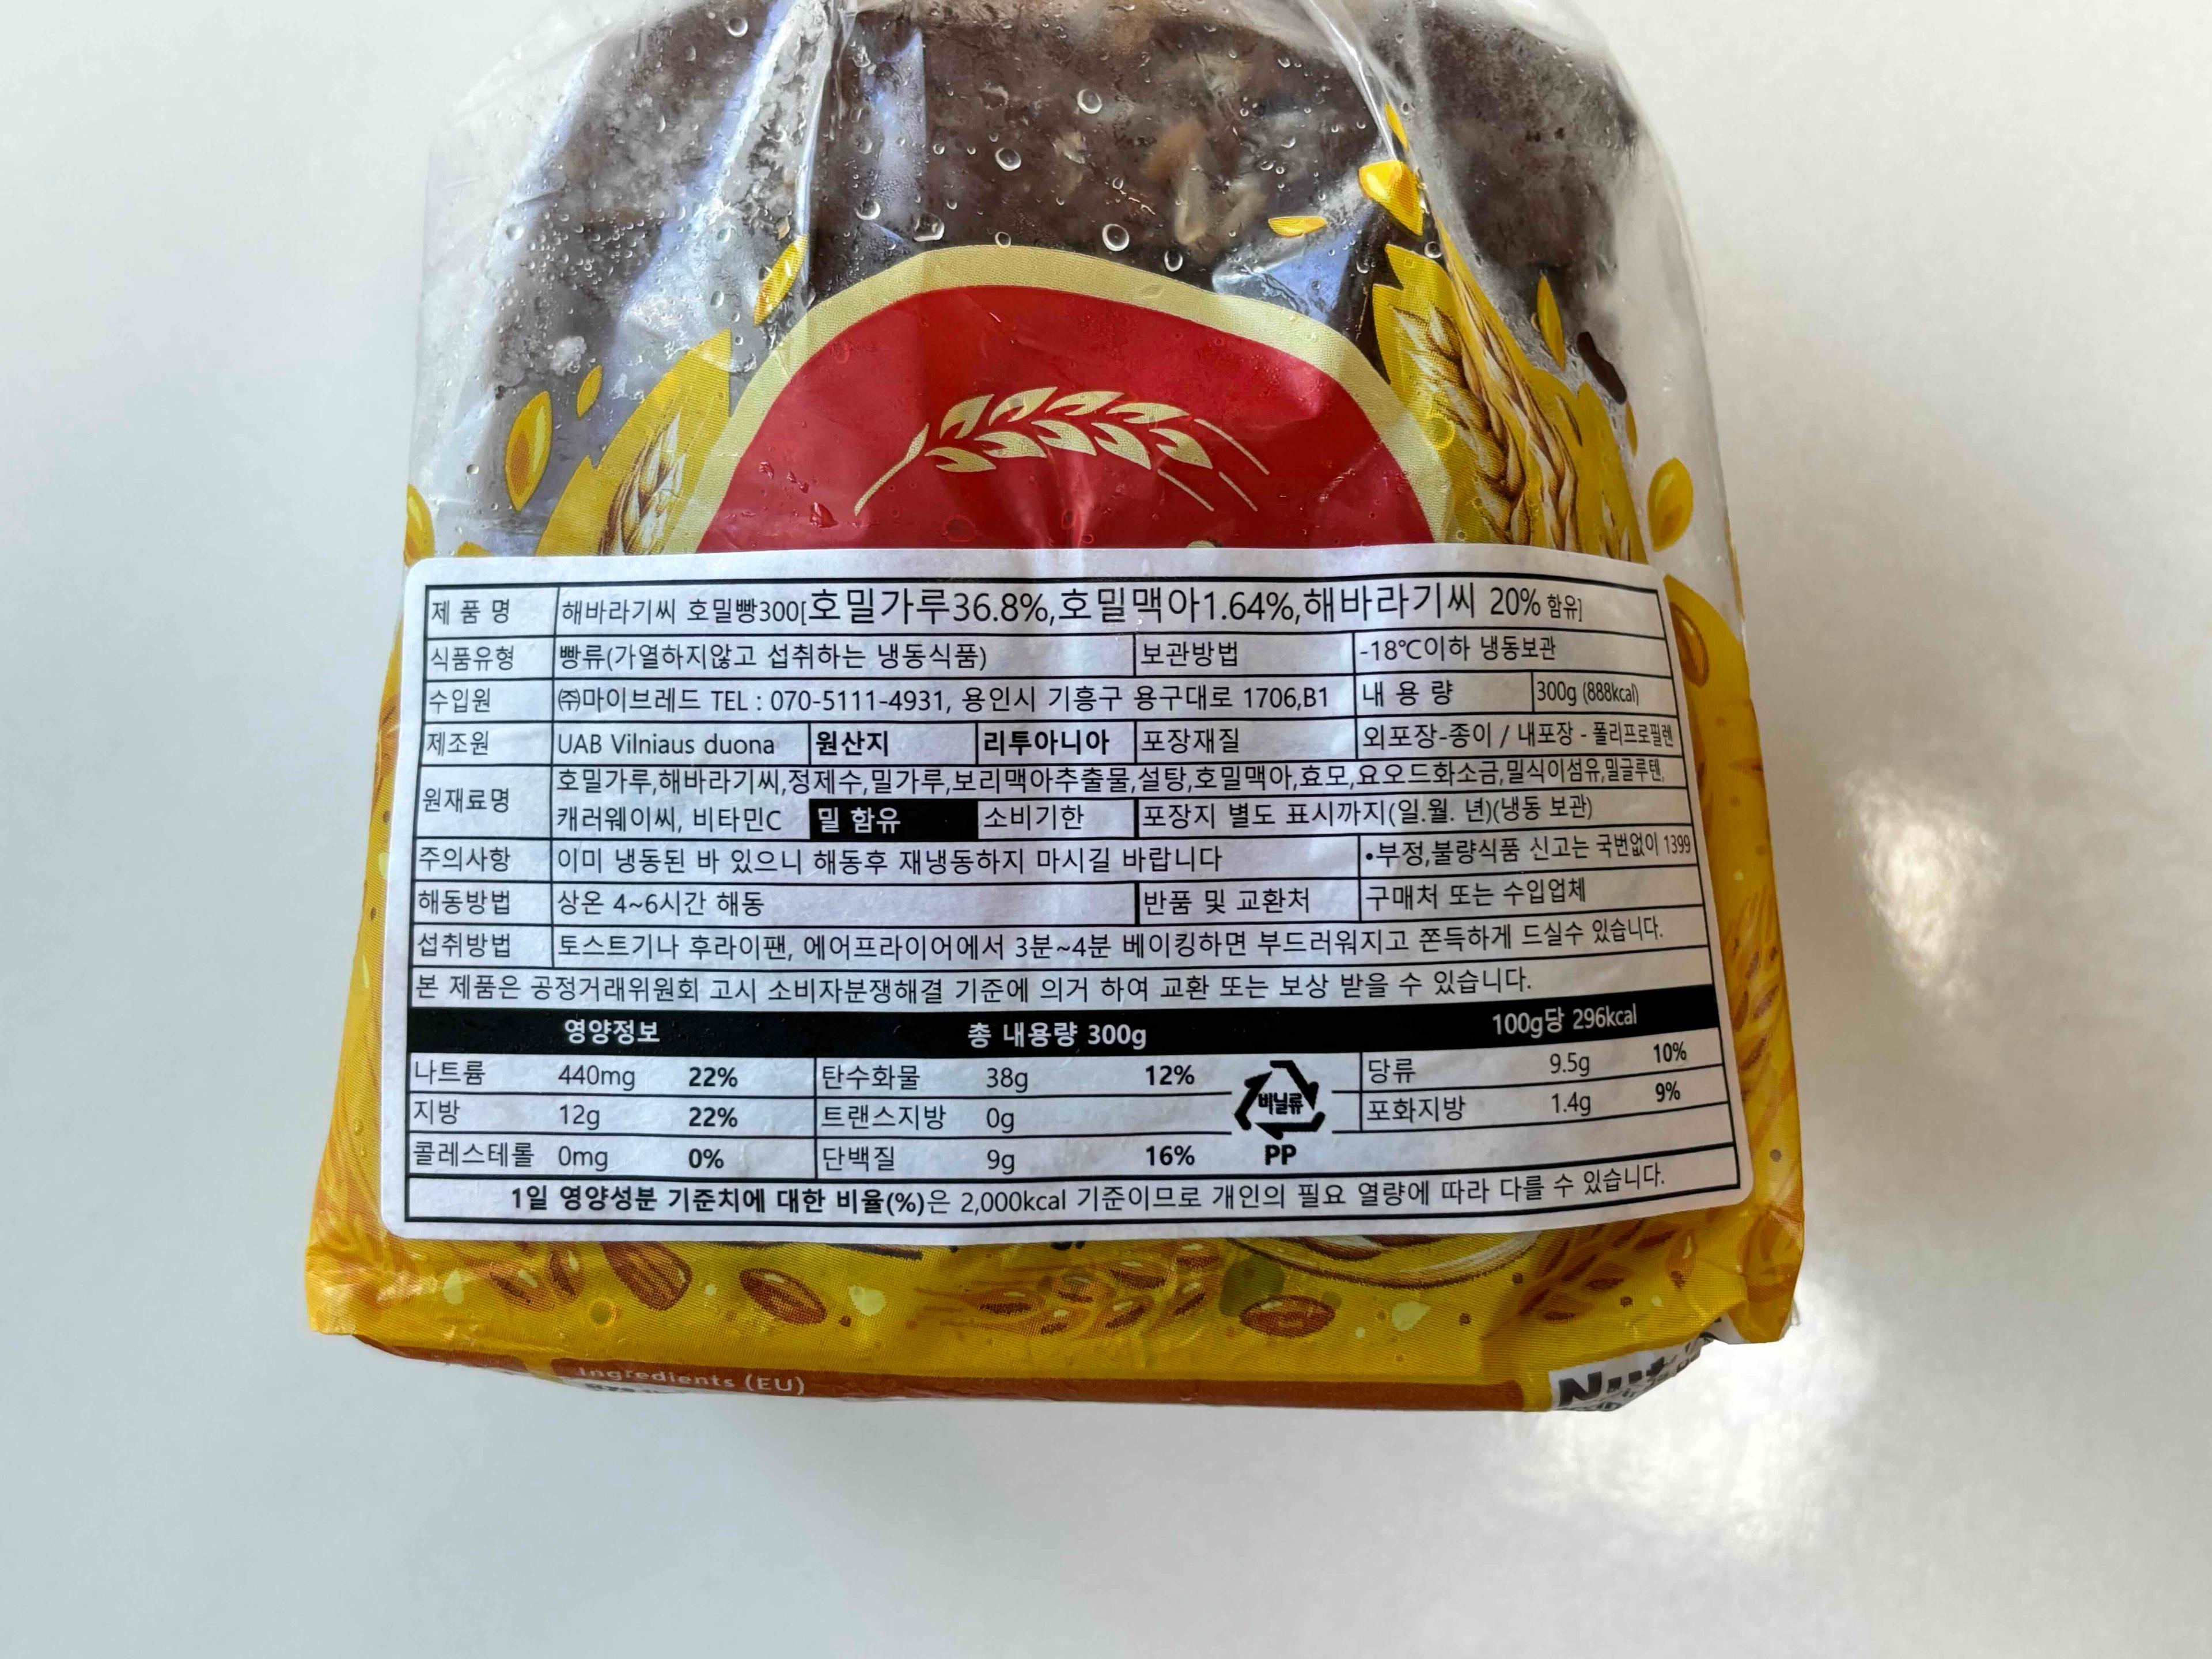 제 품 명 해바라기씨 호밀빵300[호밀가루36.8%,호밀맥아1.64%,해바라기씨 20% 함유]
식품유형 빵류(가열하지않고 섭취하는 냉동식품) 보관방법 -18℃이하 냉동보관
수입원 ㈜마이브레드 TEL : 070-5111-4931, 용인시 기흥구 용구대로 1706,B1 내 용 량 300g (888kcal)
제조원 UAB Vilniaus duona 원산지 리투아니아 포장재질 외포장-종이 / 내포장 - 폴리프로필렌
원재료명 호밀가루,해바라기씨,정제수,밀가루,보리맥아추출물,설탕,호밀맥아,효모,요오드화소금,밀식이섬유,밀글루텐,
캐러웨이씨, 비타민C 밀 함유 소비기한 포장지 별도 표시까지(일.월. 년)(냉동 보관)
주의사항 이미 냉동된 바 있으니 해동후 재냉동하지 마시길 바랍니다 •부정,불량식품 신고는 국번없이 1399
해동방법 상온 4~6시간 해동 반품 및 교환처 구매처 또는 수입업체
섭취방법 토스트기나 후라이팬, 에어프라이어에서 3분~4분 베이킹하면 부드러워지고 쫀득하게 드실수 있습니다.
본 제품은 공정거래위원회 고시 소비자분쟁해결 기준에 의거 하여 교환 또는 보상 받을 수 있습니다.
영양정보 총 내용량 300g 100g당 296kcal
나트륨 440mg 22% 탄수화물 38g 12% 당류 9.5g 10%
지방 12g 22% 트랜스지방 0g 비닐류 포화지방 1.4g 9%
콜레스테롤 0mg 0% 단백질 9g 16% PP
1일 영양성분 기준치에 대한 비율(%)은 2,000kcal 기준이므로 개인의 필요 열량에 따라 다를 수 있습니다.
Ingredients (EU)